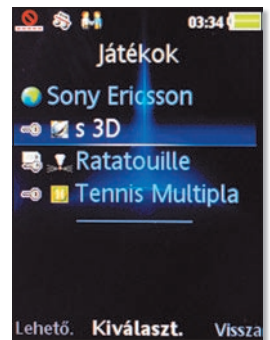 03:34
Játékok
Sony Ericsson
s 3D
Ratatouille
Tennis Multipla
Lehető. Kiválaszt. Vissza